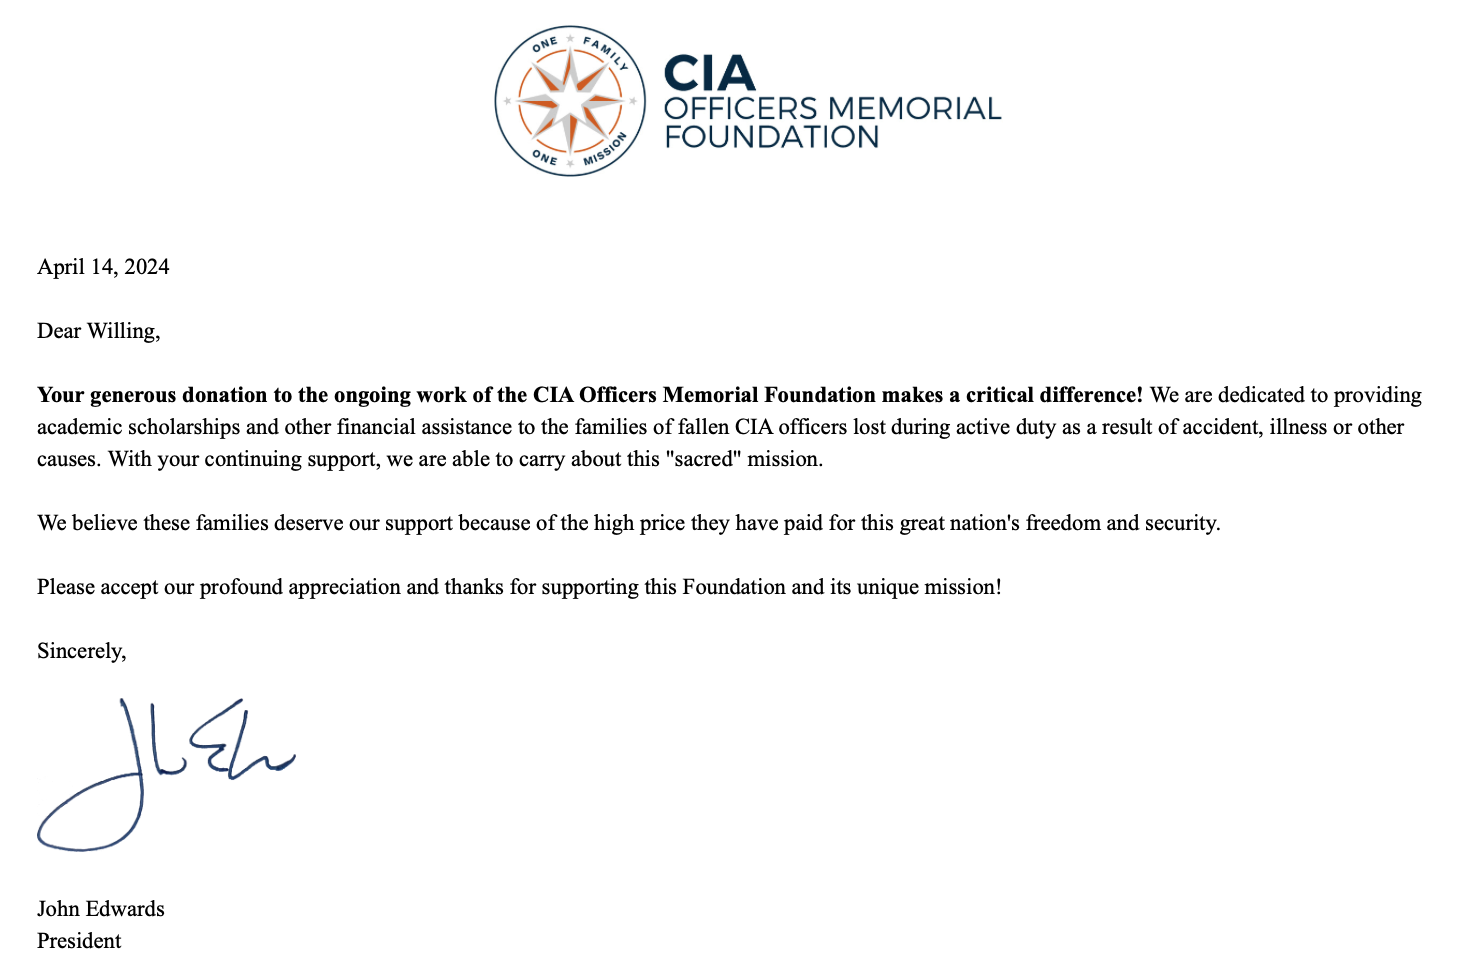 ONE ★ FAMILY
ONE ★ MISSION
CIA
OFFICERS MEMORIAL
FOUNDATION
April 14, 2024
Dear Willing,
Your generous donation to the ongoing work of the CIA Officers Memorial Foundation makes a critical difference! We are dedicated to providing
academic scholarships and other financial assistance to the families of fallen CIA officers lost during active duty as a result of accident, illness or other
causes. With your continuing support, we are able to carry about this "sacred" mission.
We believe these families deserve our support because of the high price they have paid for this great nation's freedom and security.
Please accept our profound appreciation and thanks for supporting this Foundation and its unique mission!
Sincerely,
John Edwards
President